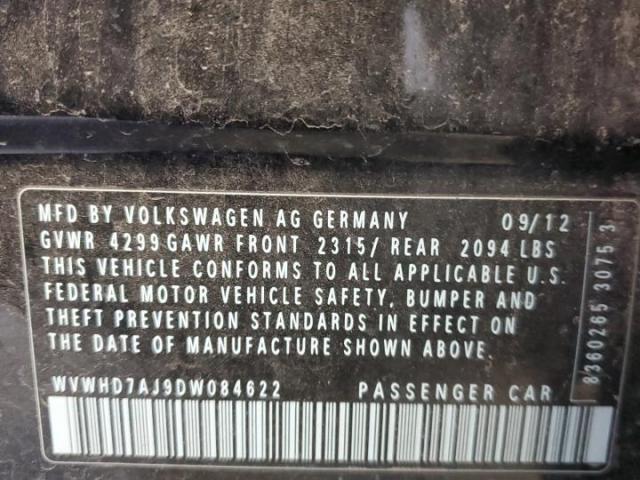 MFD BY VOLKSWAGEN AG GERMANY 09/12
GVWR 4299 GAWR FRONT 2315/ REAR 2094 LBS
THIS VEHICLE CONFORMS TO ALL APPLICABLE U.S.
FEDERAL MOTOR VEHICLE SAFETY, BUMPER AND
THEFT PREVENTION STANDARDS IN EFFECT ON
THE DATE OF MANUFACTURE SHOWN ABOVE.
WVWHD7AJ9DW084622 PASSENGER CAR
8360285 3075 3